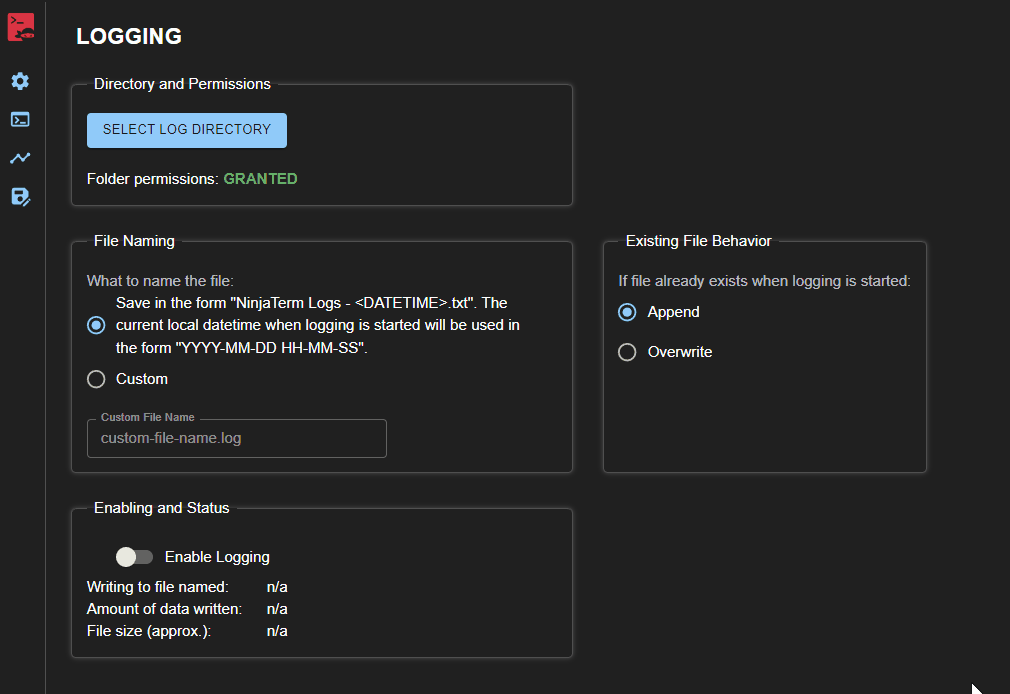 LOGGING
Directory and Permissions
SELECT LOG DIRECTORY
Folder permissions: GRANTED
File Naming
What to name the file:
Save in the form "NinjaTerm Logs - <DATETIME>.txt". The
current local datetime when logging is started will be used in
the form "YYYY-MM-DD HH-MM-SS".
Custom
Custom File Name
custom-file-name.log
Existing File Behavior
If file already exists when logging is started:
Append
Overwrite
Enabling and Status
Enable Logging
Writing to file named: n/a
Amount of data written: n/a
File size (approx.): n/a